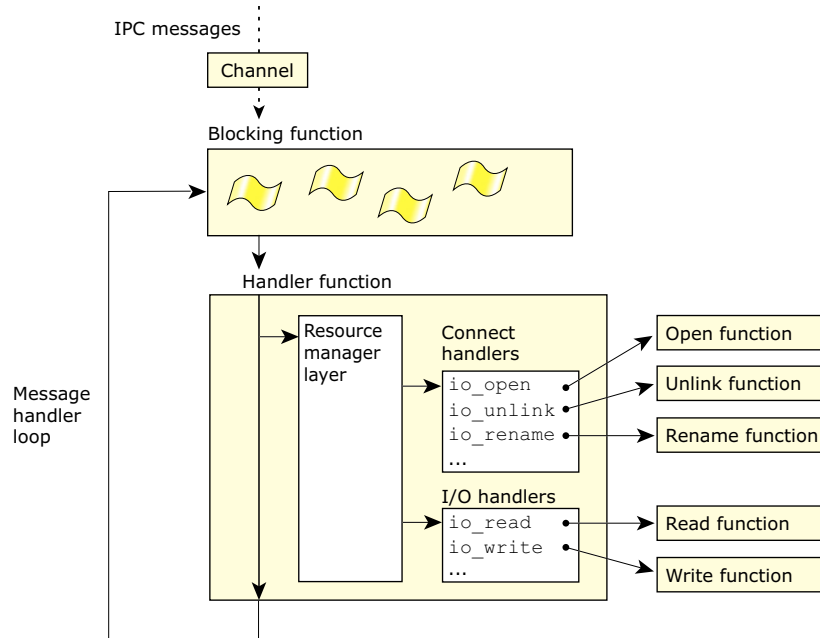 IPC messages
Channel
Blocking function
Handler function
Resource
manager
layer
Connect
handlers
io_open
io_unlink
io_rename
...
Open function
Unlink function
Rename function
Message
handler
loop
I/O handlers
io_read
io_write
...
Read function
Write function